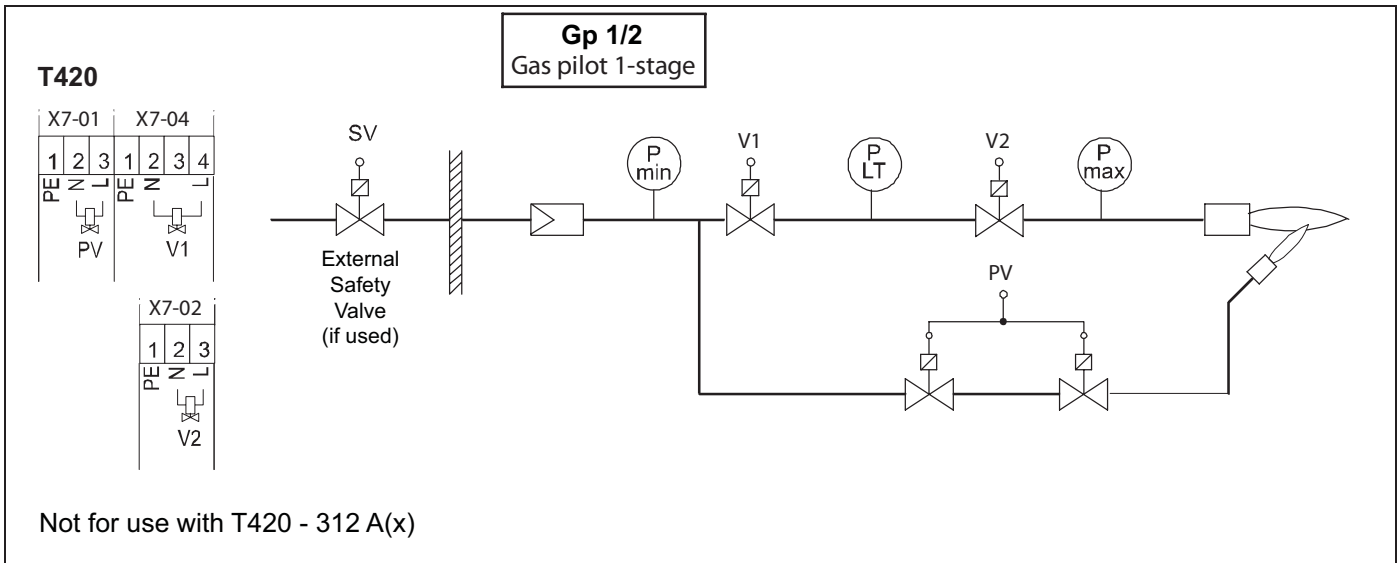 Gp 1/2
Gas pilot 1-stage
T420
X7-01 X7-04
1 2 3 1 2 3 4
PE N L PE N L
PV V1
X7-02
1 2 3
PE N L
V2
SV
External
Safety
Valve
(if used)
P
min
V1
P
LT
V2
P
max
PV
Not for use with T420 - 312 A(x)